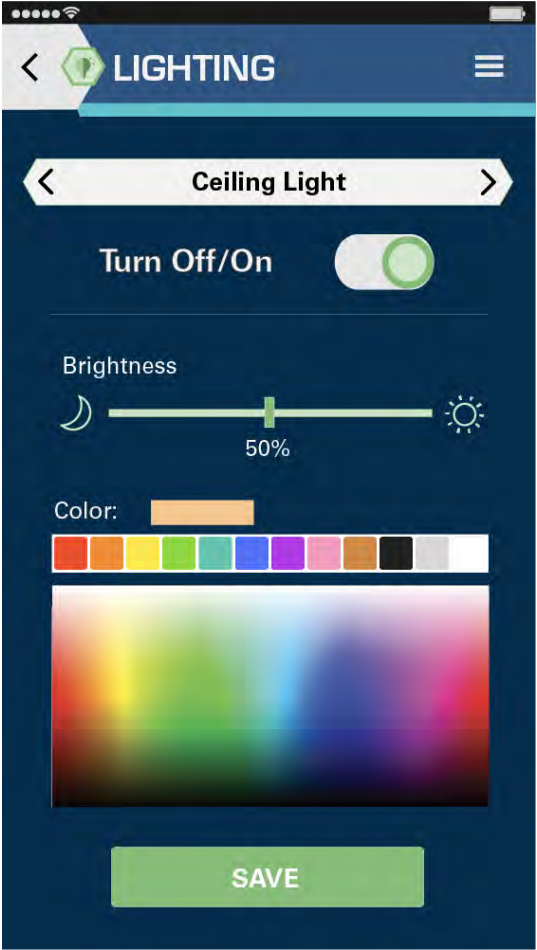 LIGHTING
Ceiling Light
Turn Off/On
Brightness
50%
Color:
SAVE